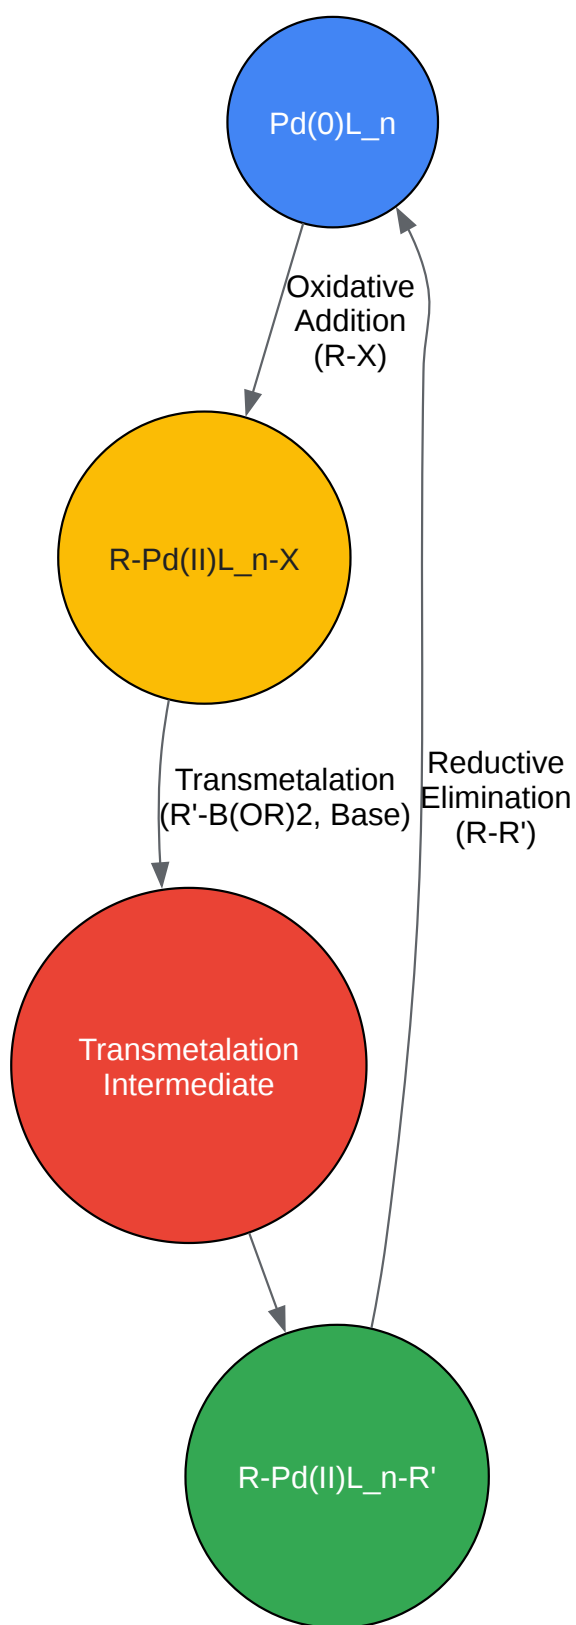 Pd(0)L_n
Oxidative
Addition
(R-X)
R-Pd(II)L_n-X
Transmetalation
(R'-B(OR)2, Base)
Reductive
Elimination
(R-R')
Transmetalation
Intermediate
R-Pd(II)L_n-R'